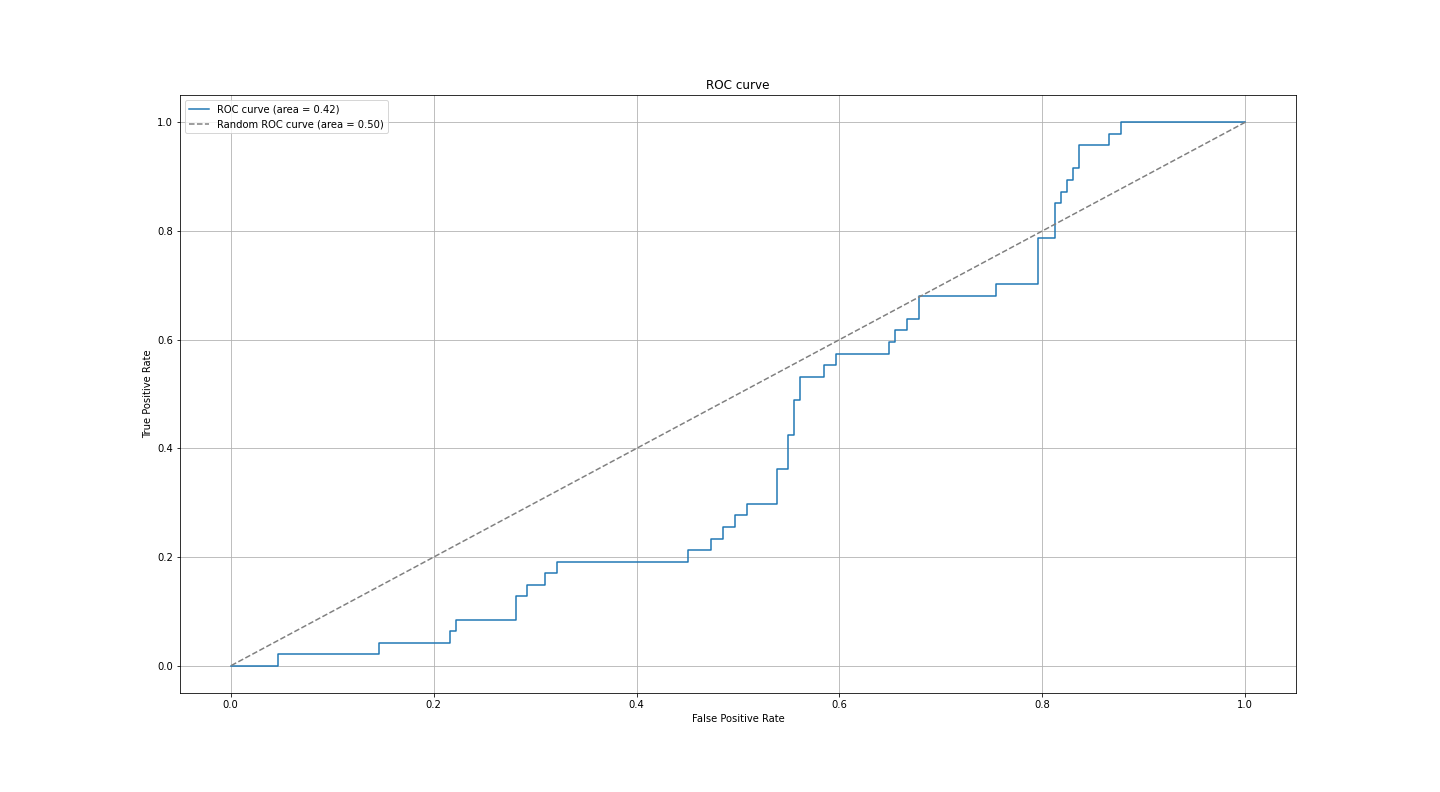 ROC curve
ROC curve (area = 0.42)
Random ROC curve (area = 0.50)
1.0
0.8
0.6
0.4
0.2
0.0
True Positive Rate
0.0 0.2 0.4 0.6 0.8 1.0
False Positive Rate